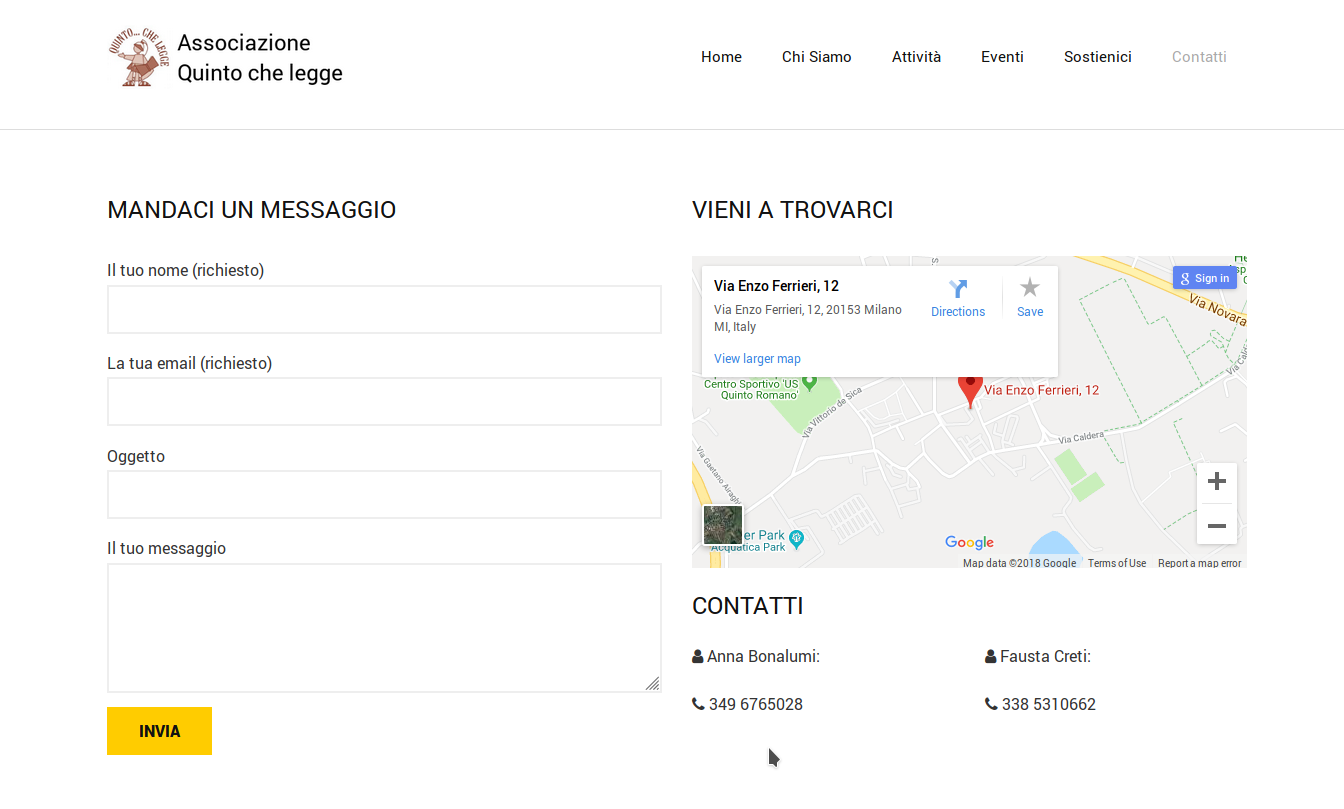 QUINTO... CHE LEGGE
Associazione
Quinto che legge
Home
Chi Siamo
Attività
Eventi
Sostienici
Contatti
MANDACI UN MESSAGGIO
Il tuo nome (richiesto)
La tua email (richiesto)
Oggetto
Il tuo messaggio
INVIA
VIENI A TROVARCI
Via Enzo Ferrieri, 12
Via Enzo Ferrieri, 12, 20153 Milano
MI, Italy
View larger map
Directions
Save
Sign in
Via Novara
Centro Sportivo 'US
Quinto Romano'
Via Enzo Ferrieri, 12
Via Vittorio de Sica
Via Caldera
Via Gaetano Airaghi
er Park
Acquatica Park
Google
Map data ©2018 Google
Terms of Use
Report a map error
CONTATTI
Anna Bonalumi:
349 6765028
Fausta Creti:
338 5310662